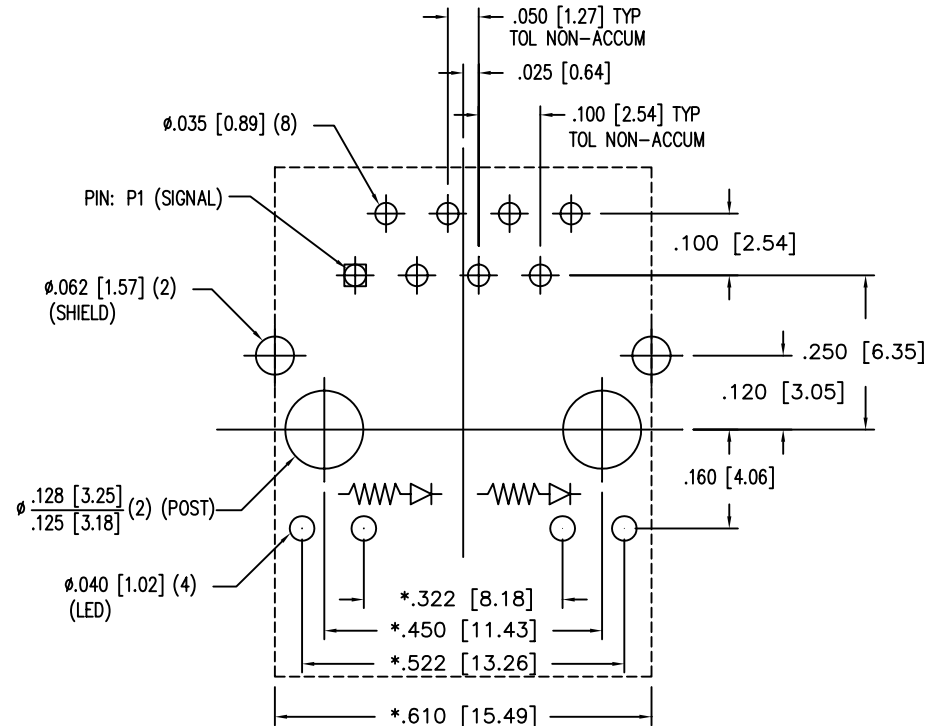 .050 [1.27] TYP
TOL NON-ACCUM
.025 [0.64]
.100 [2.54] TYP
TOL NON-ACCUM
ø.035 [0.89] (8)
PIN: P1 (SIGNAL)
.100 [2.54]
ø.062 [1.57] (2)
(SHIELD)
.250 [6.35]
.120 [3.05]
.160 [4.06]
ø .128 [3.25]
.125 [3.18] (2) (POST)
ø.040 [1.02] (4)
(LED)
*.322 [8.18]
*.450 [11.43]
*.522 [13.26]
*.610 [15.49]